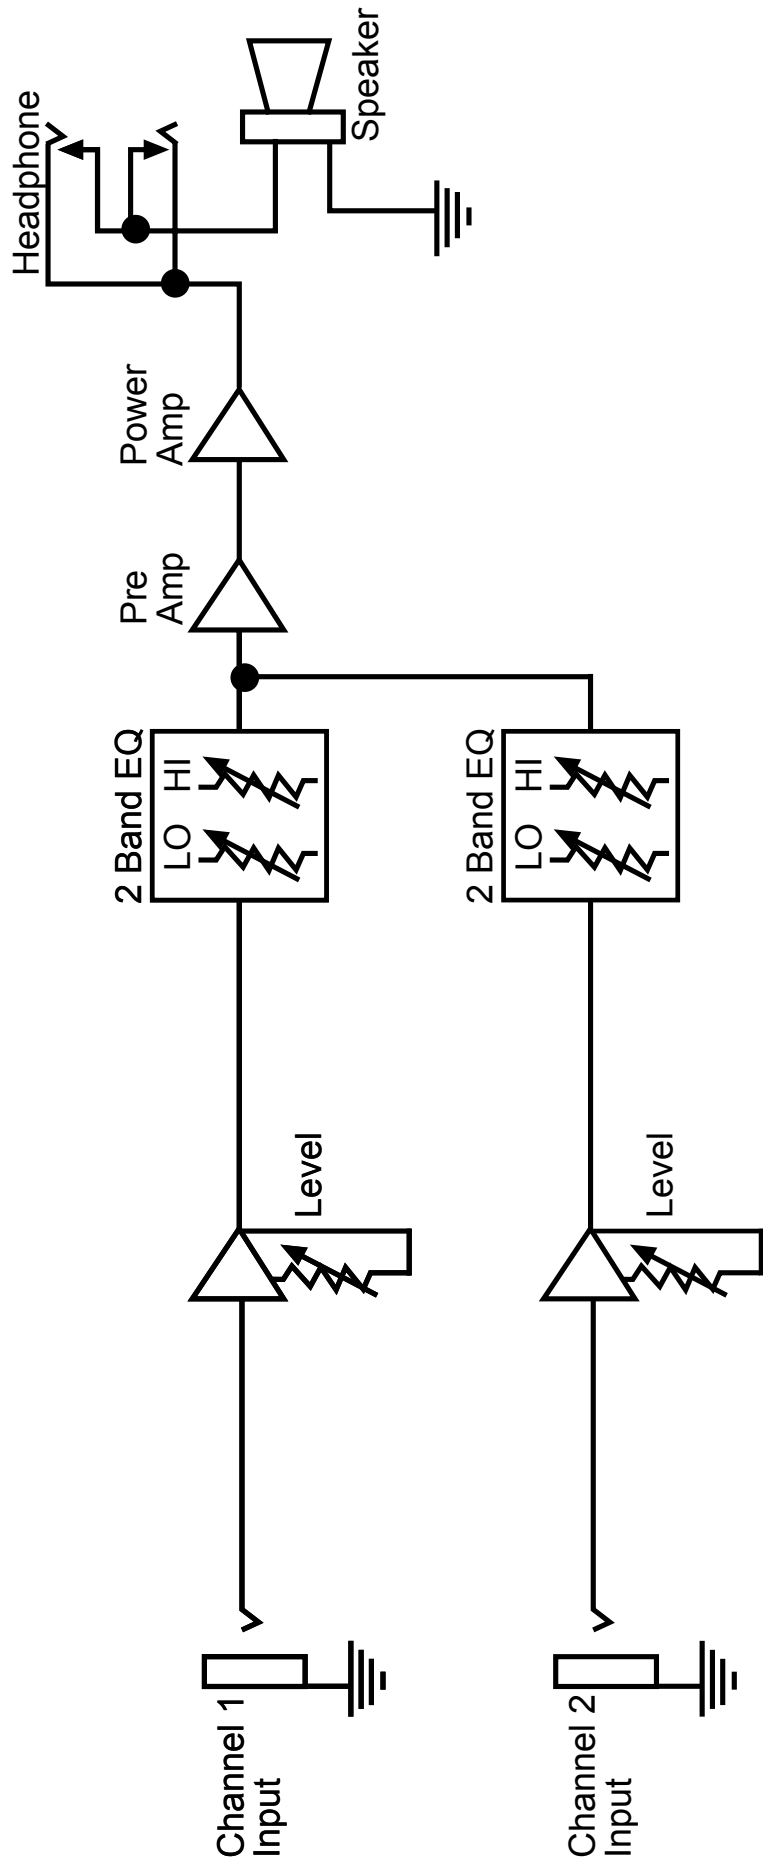 Channel 1
Input
Level
2 Band EQ
LO HI
Pre
Amp
Power
Amp
Headphone
Speaker
Channel 2
Input
Level
2 Band EQ
LO HI